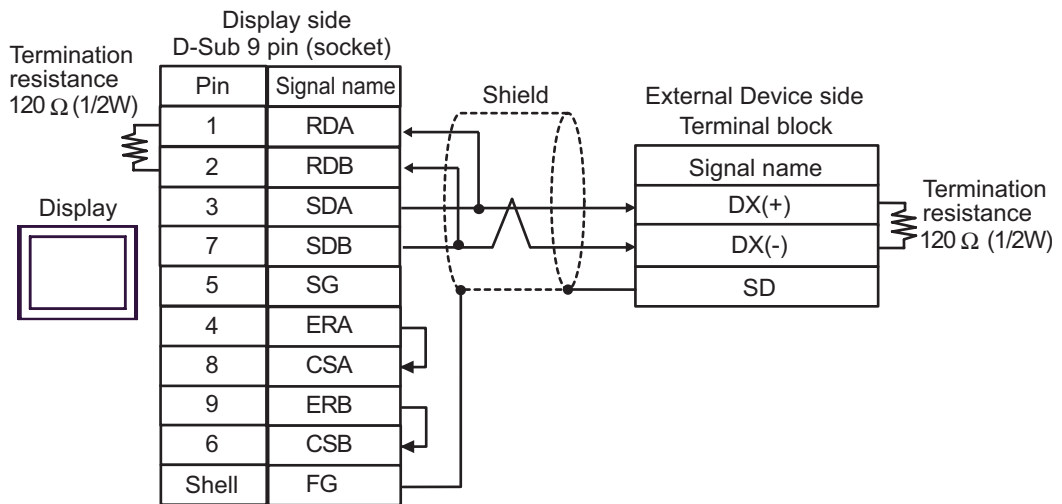 Display side
D-Sub 9 pin (socket)
Termination
resistance
120 Ω (1/2W)
Pin Signal name
1 RDA
2 RDB
3 SDA
7 SDB
5 SG
4 ERA
8 CSA
9 ERB
6 CSB
Shell FG
Display
Shield
External Device side
Terminal block
Signal name
DX(+)
DX(-)
SD
Termination
resistance
120 Ω (1/2W)